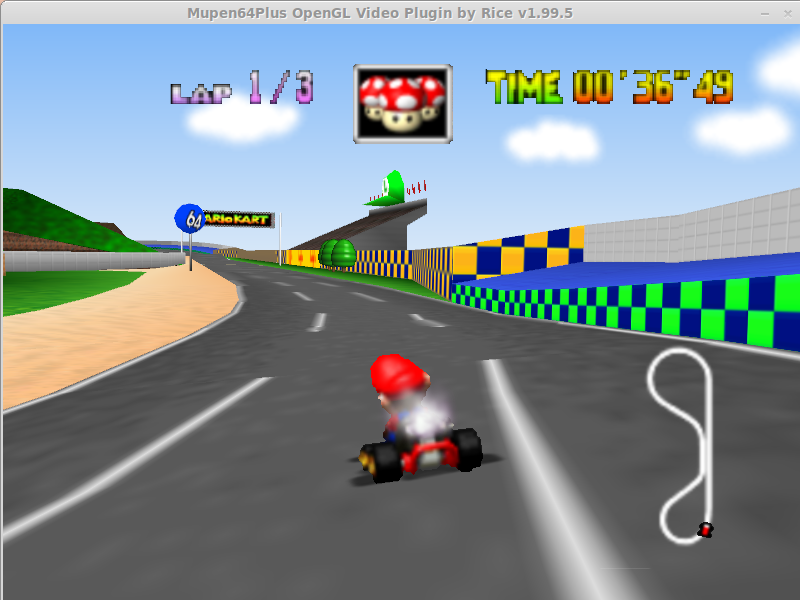 Mupen64Plus OpenGL Video Plugin by Rice v1.99.5
LAP 1/3
TIME 00'36"49
64
MARIO KART